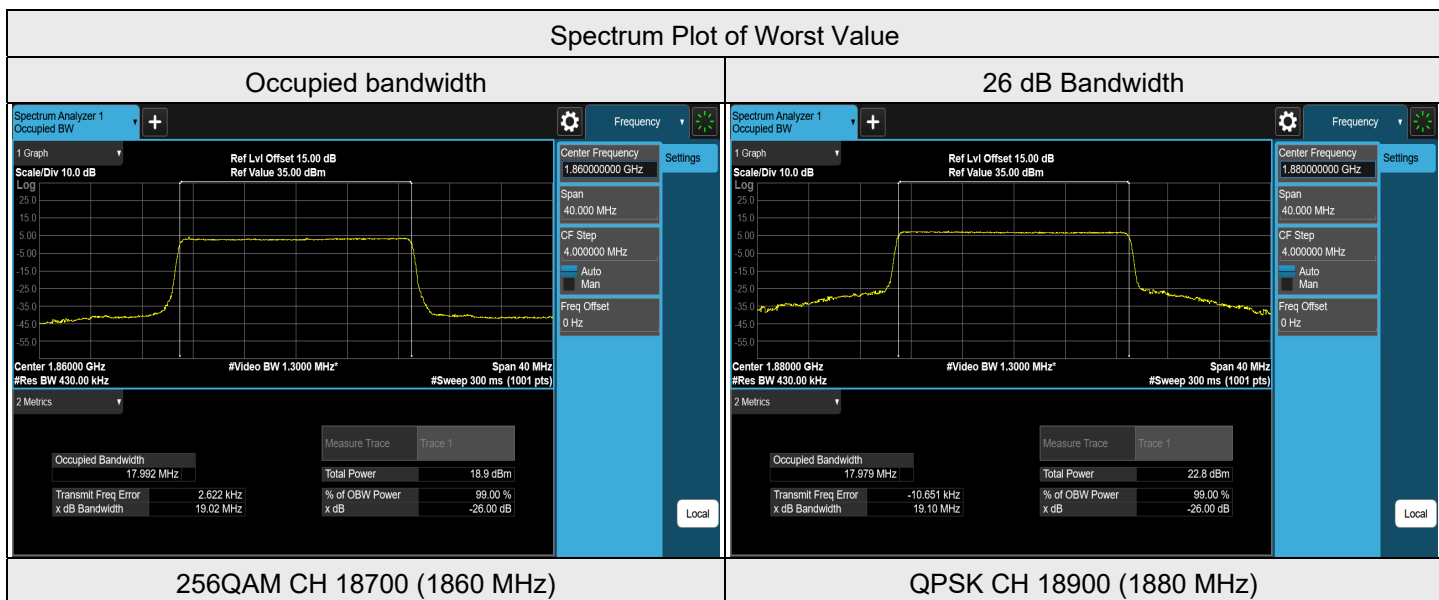 Spectrum Plot of Worst Value
Occupied bandwidth
26 dB Bandwidth
Spectrum Analyzer 1
Occupied BW
+
Frequency
1 Graph
Ref Lvl Offset 15.00 dB
Scale/Div 10.0 dB
Ref Value 35.00 dBm
Log
25.0
15.0
5.00
-5.00
-15.0
-25.0
-35.0
-45.0
-55.0
Center 1.86000 GHz
#Video BW 1.3000 MHz*
Span 40 MHz
#Res BW 430.00 kHz
#Sweep 300 ms (1001 pts)
Center Frequency
1.860000000 GHz
Settings
Span
40.000 MHz
CF Step
4.000000 MHz
Auto
Man
Freq Offset
0 Hz
Local
2 Metrics
Measure Trace Trace 1
Occupied Bandwidth
17.992 MHz
Total Power 18.9 dBm
Transmit Freq Error 2.622 kHz
% of OBW Power 99.00 %
x dB Bandwidth 19.02 MHz
x dB -26.00 dB
Spectrum Analyzer 1
Occupied BW
+
Frequency
1 Graph
Ref Lvl Offset 15.00 dB
Scale/Div 10.0 dB
Ref Value 35.00 dBm
Log
25.0
15.0
5.00
-5.00
-15.0
-25.0
-35.0
-45.0
-55.0
Center 1.88000 GHz
#Video BW 1.3000 MHz*
Span 40 MHz
#Res BW 430.00 kHz
#Sweep 300 ms (1001 pts)
Center Frequency
1.880000000 GHz
Settings
Span
40.000 MHz
CF Step
4.000000 MHz
Auto
Man
Freq Offset
0 Hz
Local
2 Metrics
Measure Trace Trace 1
Occupied Bandwidth
17.979 MHz
Total Power 22.8 dBm
Transmit Freq Error -10.651 kHz
% of OBW Power 99.00 %
x dB Bandwidth 19.10 MHz
x dB -26.00 dB
256QAM CH 18700 (1860 MHz)
QPSK CH 18900 (1880 MHz)